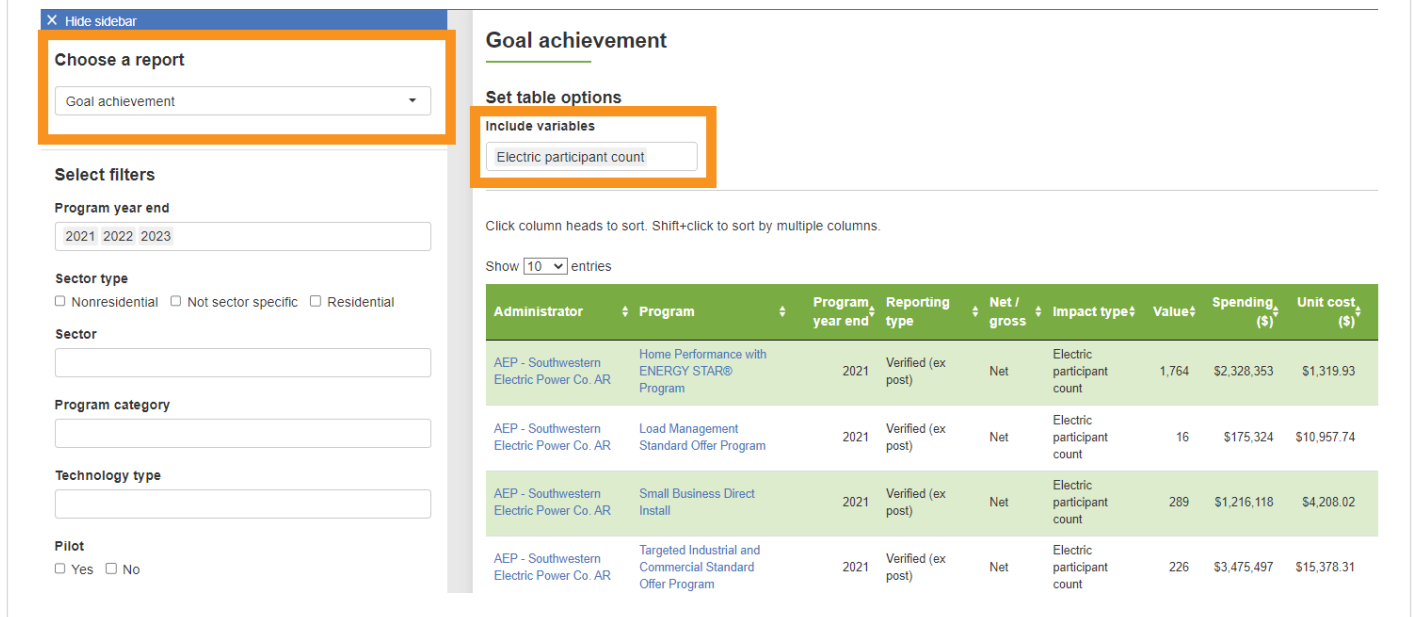 × Hide sidebar
Choose a report
Goal achievement
Select filters
Program year end
2021 2022 2023
Sector type
Nonresidential Not sector specific Residential
Sector
Program category
Technology type
Pilot
Yes No
Goal achievement
Set table options
Include variables
Electric participant count
Click column heads to sort. Shift+click to sort by multiple columns.
Show 10 entries
Administrator Program Program year end Reporting type Net / gross Impact type Value Spending ($) Unit cost ($)
AEP - Southwestern Electric Power Co. AR Home Performance with ENERGY STAR® Program 2021 Verified (ex post) Net Electric participant count 1,764 $2,328,353 $1,319.93
AEP - Southwestern Electric Power Co. AR Load Management Standard Offer Program 2021 Verified (ex post) Net Electric participant count 16 $175,324 $10,957.74
AEP - Southwestern Electric Power Co. AR Small Business Direct Install 2021 Verified (ex post) Net Electric participant count 289 $1,216,118 $4,208.02
AEP - Southwestern Electric Power Co. AR Targeted Industrial and Commercial Standard Offer Program 2021 Verified (ex post) Net Electric participant count 226 $3,475,497 $15,378.31